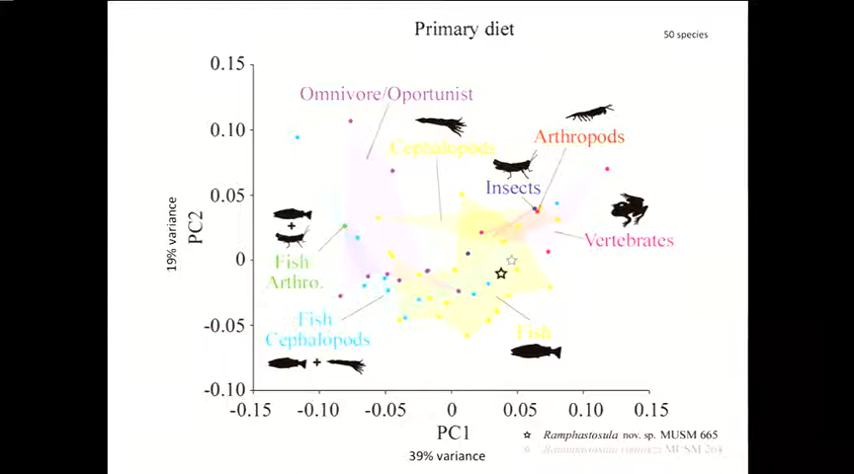 Primary diet
50 species
0.15
0.10
0.05
0
-0.05
-0.10
19% variance
PC2
Omnivore/Oportunist
Cephalopods
Arthropods
Insects
Vertebrates
+
Fish
Arthro.
Fish
Cephalopods
+
Fish
-0.15
-0.10
-0.05
0
0.05
0.10
0.15
PC1
39% variance
Ramphastosula nov. sp. MUSM 665
MUSM 264